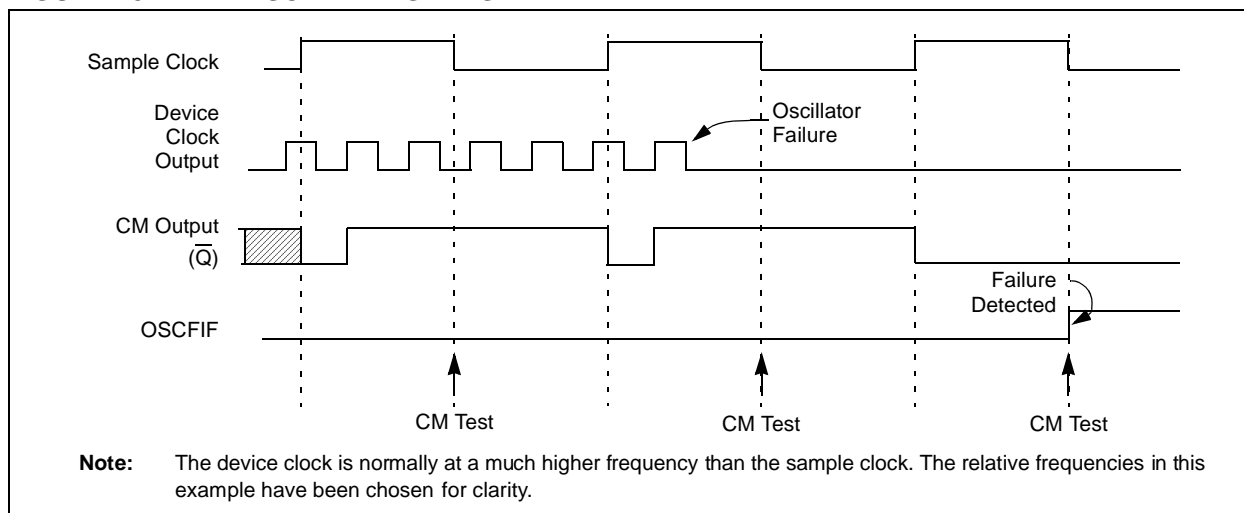 Sample Clock
Device
Clock
Output
Oscillator
Failure
CM Output
(Q̅)
Failure
Detected
OSCFIF
CM Test
CM Test
CM Test
Note: The device clock is normally at a much higher frequency than the sample clock. The relative frequencies in this
example have been chosen for clarity.